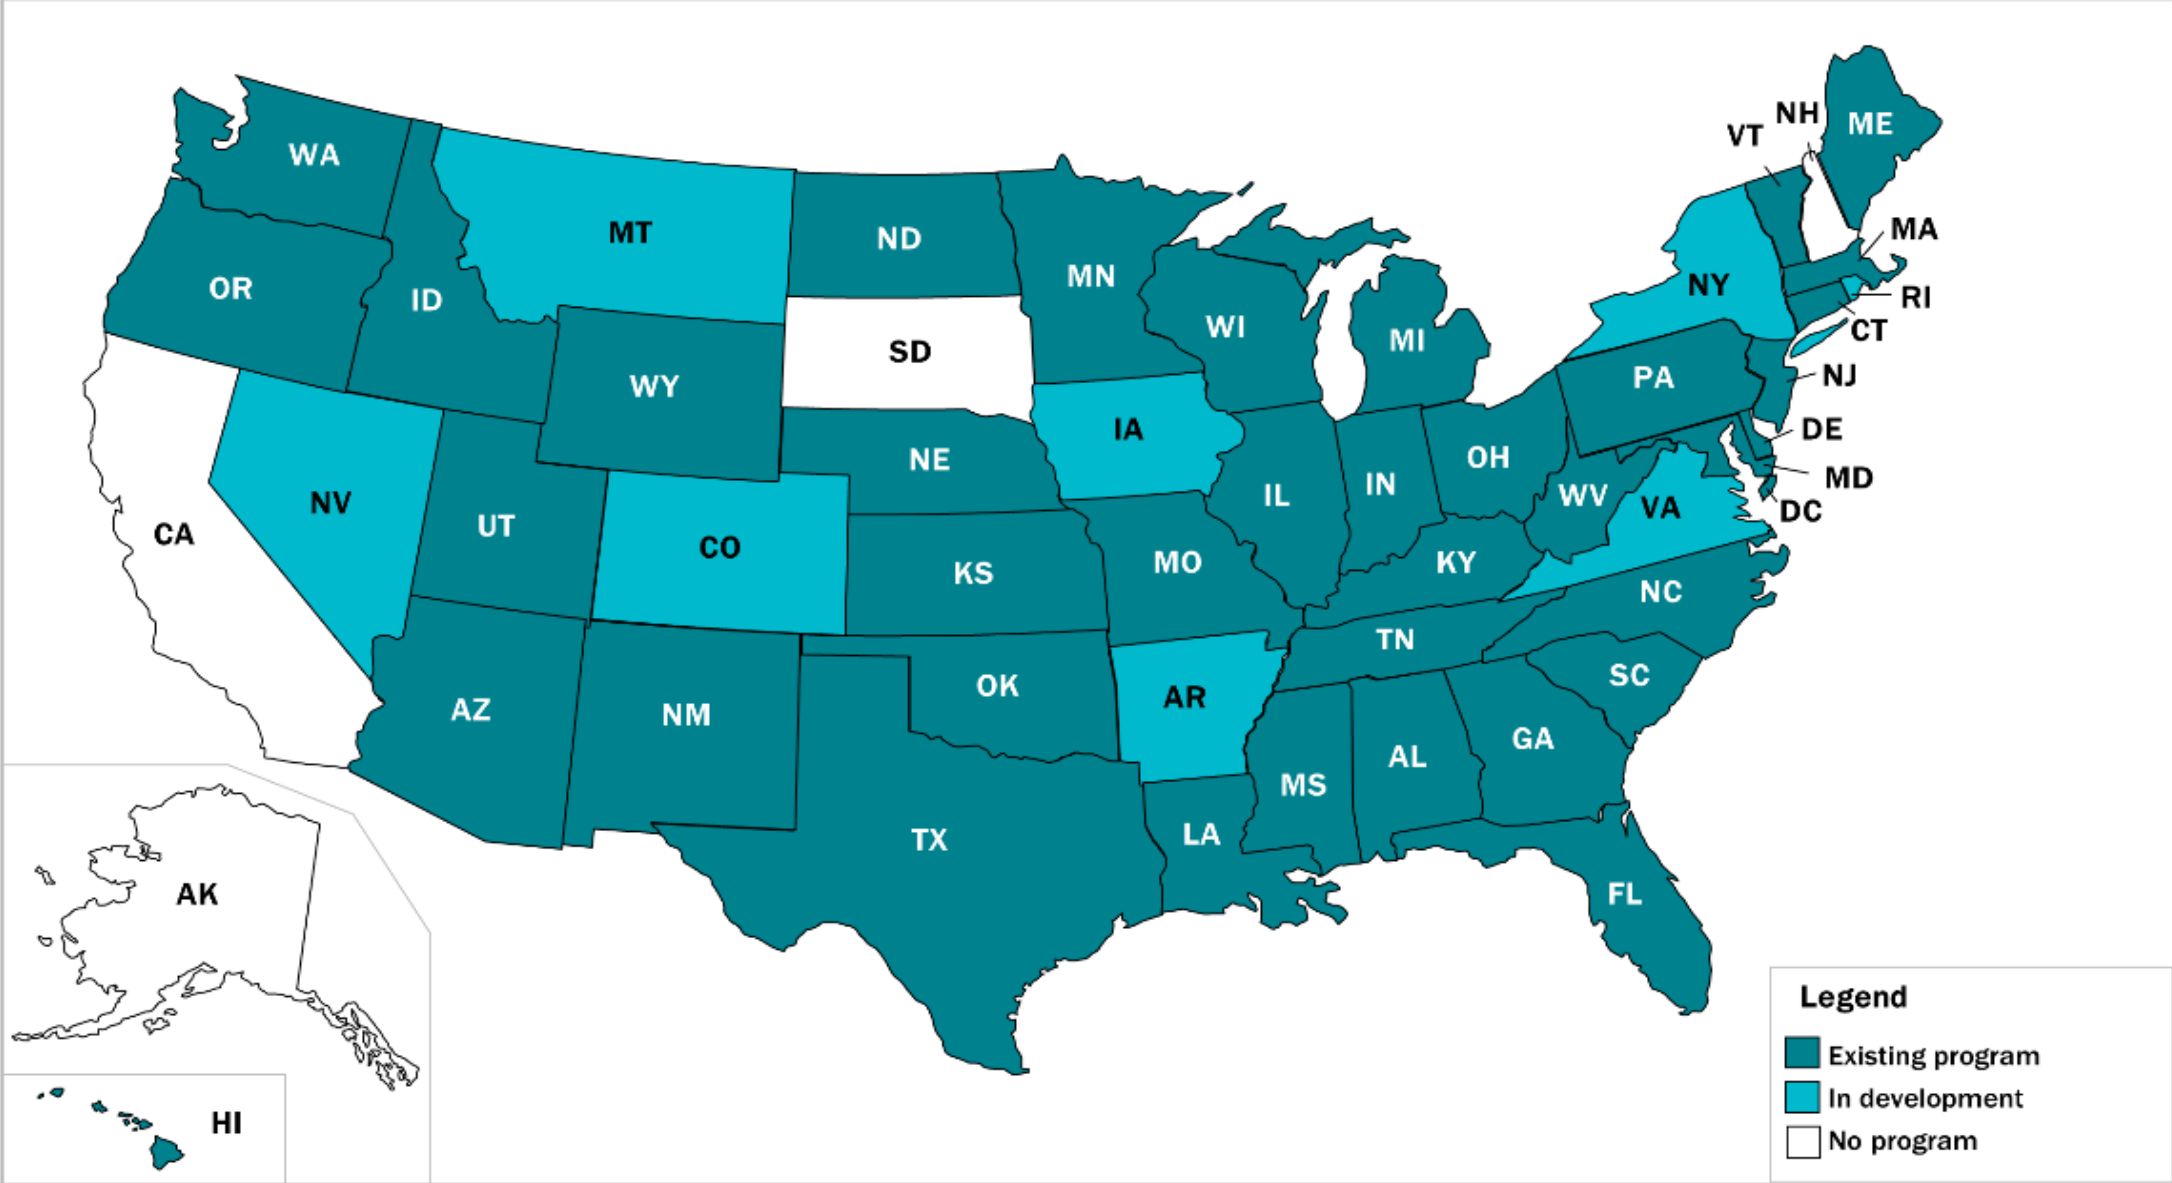 ME
NH
VT
WA
MA
MT
ND
MN
OR
NY
RI
ID
WI
CT
MI
SD
NJ
PA
WY
DE
IA
NE
OH
MD
IN
WV
IL
NV
VA
DC
UT
CA
CO
MO
KY
KS
NC
TN
SC
OK
AR
AZ
NM
GA
AL
MS
LA
TX
FL
AK
HI
Legend
Existing program
In development
No program